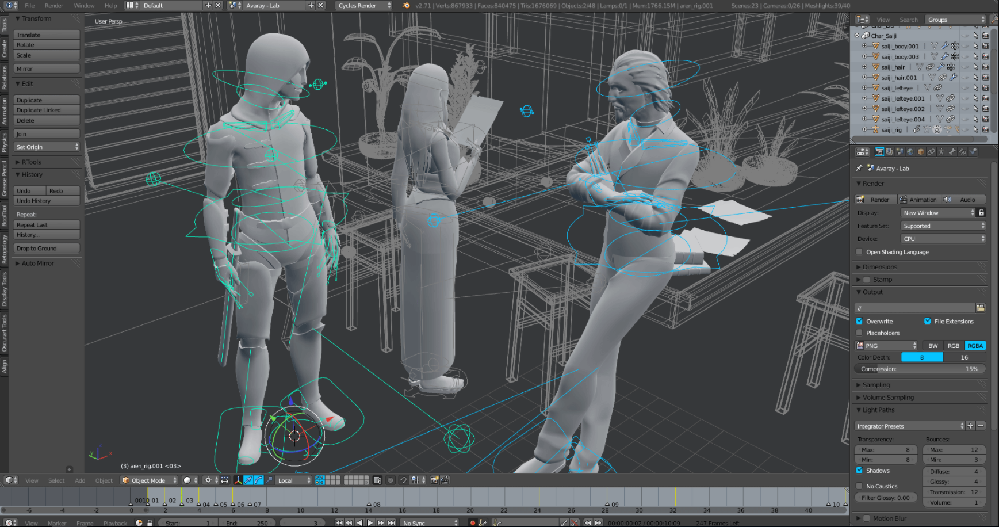 File Render Window Help Default Avaray - Lab Cycles Render v2.71 | Verts:867933 | Faces:840475 | Tris:1676069 | Objects:2/48 | Lamps:0/1 | Mem:1766.15M | aren_rig.001 Scenes:23 | Cameras:0/26 | Meshlights:39/40
Tools
Create
Relations
Animation
Physics
Grease Pencil
BoolTool
Retopology
Display Tools
Oscurart Tools
Align
Transform
Translate
Rotate
Scale
Mirror
Edit
Duplicate
Duplicate Linked
Delete
Join
Set Origin
RTools
History
Undo Redo
Undo History
Repeat:
Repeat Last
History...
Drop to Ground
Auto Mirror
User Persp
(3) aren_rig.001 <03>
View Search Groups
Char_Saiji
saiji_body.001
saiji_body.003
saiji_hair
saiji_hair.001
saiji_lefteye
saiji_lefteye.001
saiji_lefteye.002
saiji_lefteye.004
saiji_rig
Avaray - Lab
Render
Render Animation Audio
Display: New Window
Feature Set: Supported
Device: CPU
Open Shading Language
Dimensions
Stamp
Output
//
Overwrite File Extensions
Placeholders
PNG BW RGB RGBA
Color Depth: 8 16
Compression: 15%
Sampling
Volume Sampling
Light Paths
Integrator Presets
Transparency: Bounces:
Max: 8 Max: 12
Min: 8 Min: 3
Shadows Diffuse: 4
Glossy: 4
No Caustics Transmission: 12
Filter Glossy: 0.00 Volume: 1
Motion Blur
View Select Add Object Object Mode Local
01 02 03 04 05 06 07 08 09 10
-6 -4 -2 0 2 4 6 8 10 12 14 16 18 20 22 24 26 28 30 32 34 36 38 40
View Marker Frame Playback Start: 1 End: 250 3 No Sync 00:00:00:02 / 00:00:10:09 247 Frames Left